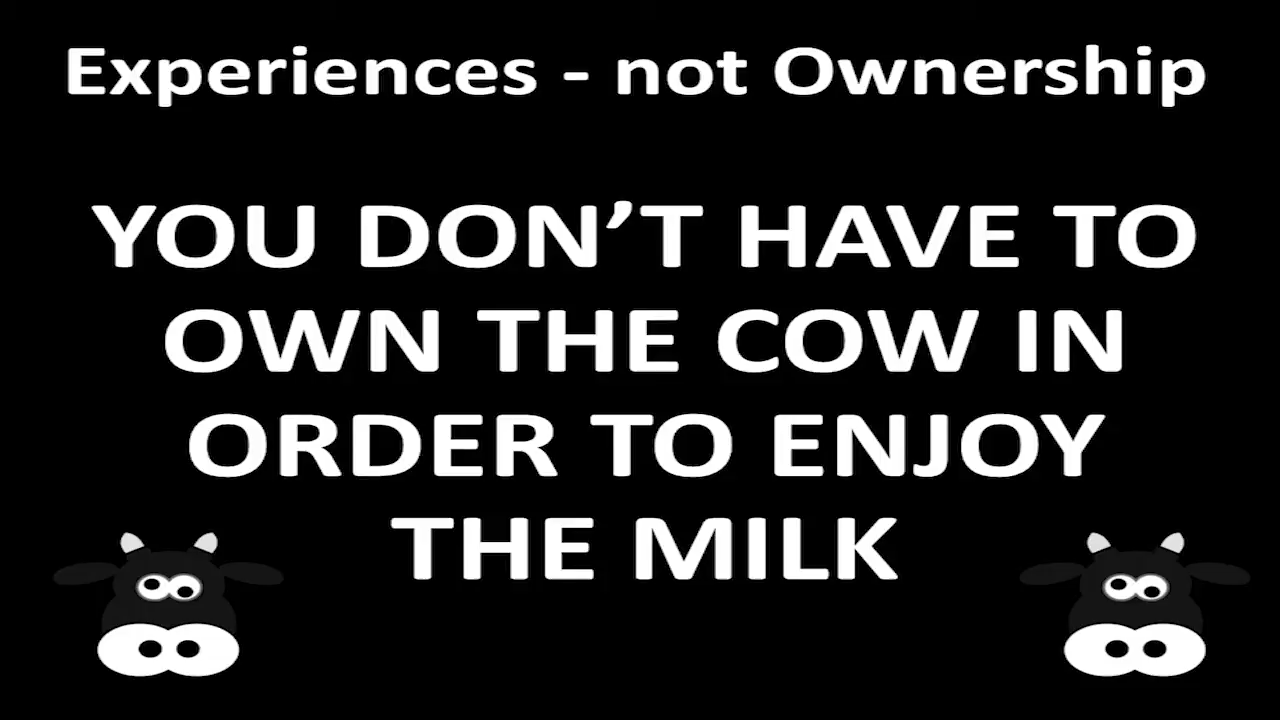 Experiences - not Ownership
YOU DON’T HAVE TO
OWN THE COW IN
ORDER TO ENJOY
THE MILK